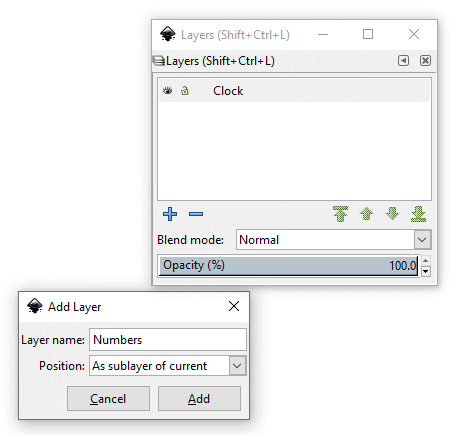 Layers (Shift+Ctrl+L)
Layers (Shift+Ctrl+L)
Clock
Blend mode: Normal
Opacity (%) 100.0
Add Layer
Layer name: Numbers
Position: As sublayer of current
Cancel Add